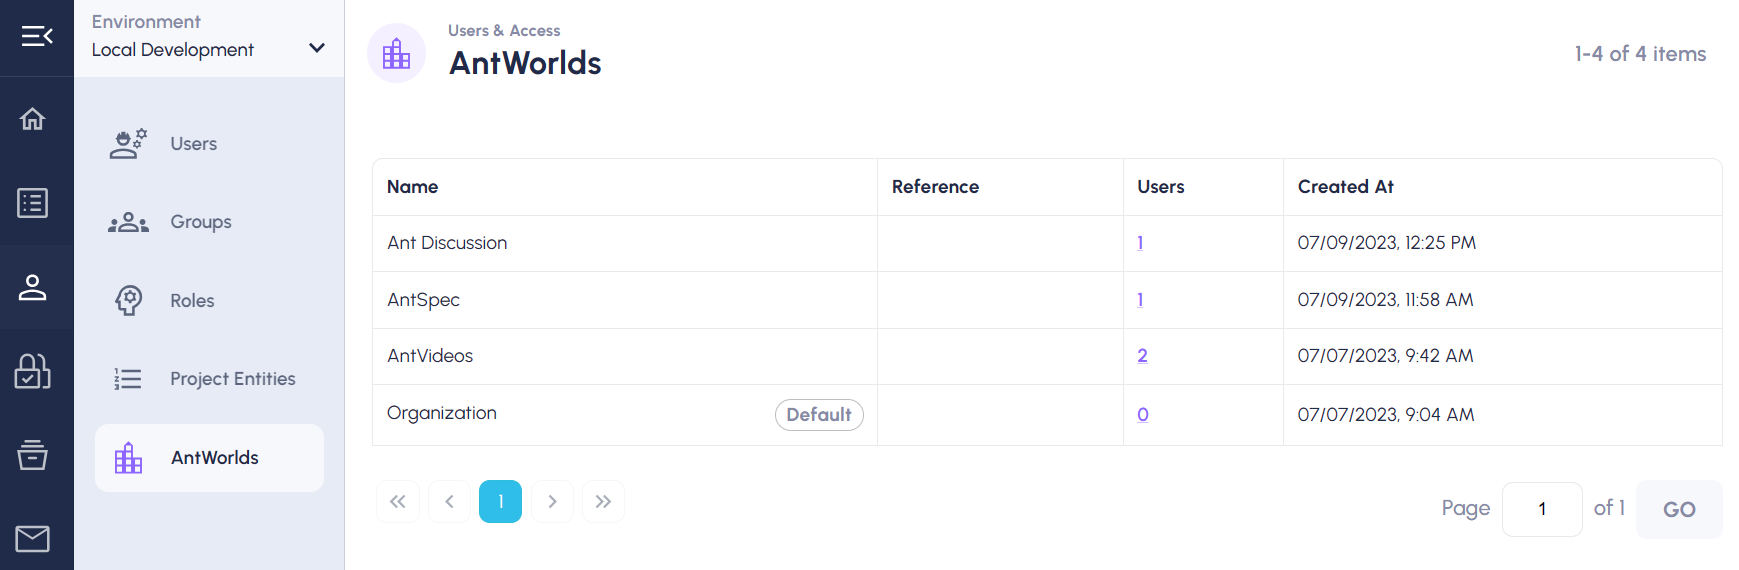 Environment
Local Development
Users
Groups
Roles
Project Entities
AntWorlds
Users & Access
AntWorlds
1-4 of 4 items
Name Reference Users Created At
Ant Discussion 1 07/09/2023, 12:25 PM
AntSpec 1 07/09/2023, 11:58 AM
AntVideos 2 07/07/2023, 9:42 AM
Organization Default 0 07/07/2023, 9:04 AM
1
Page 1 of 1 GO